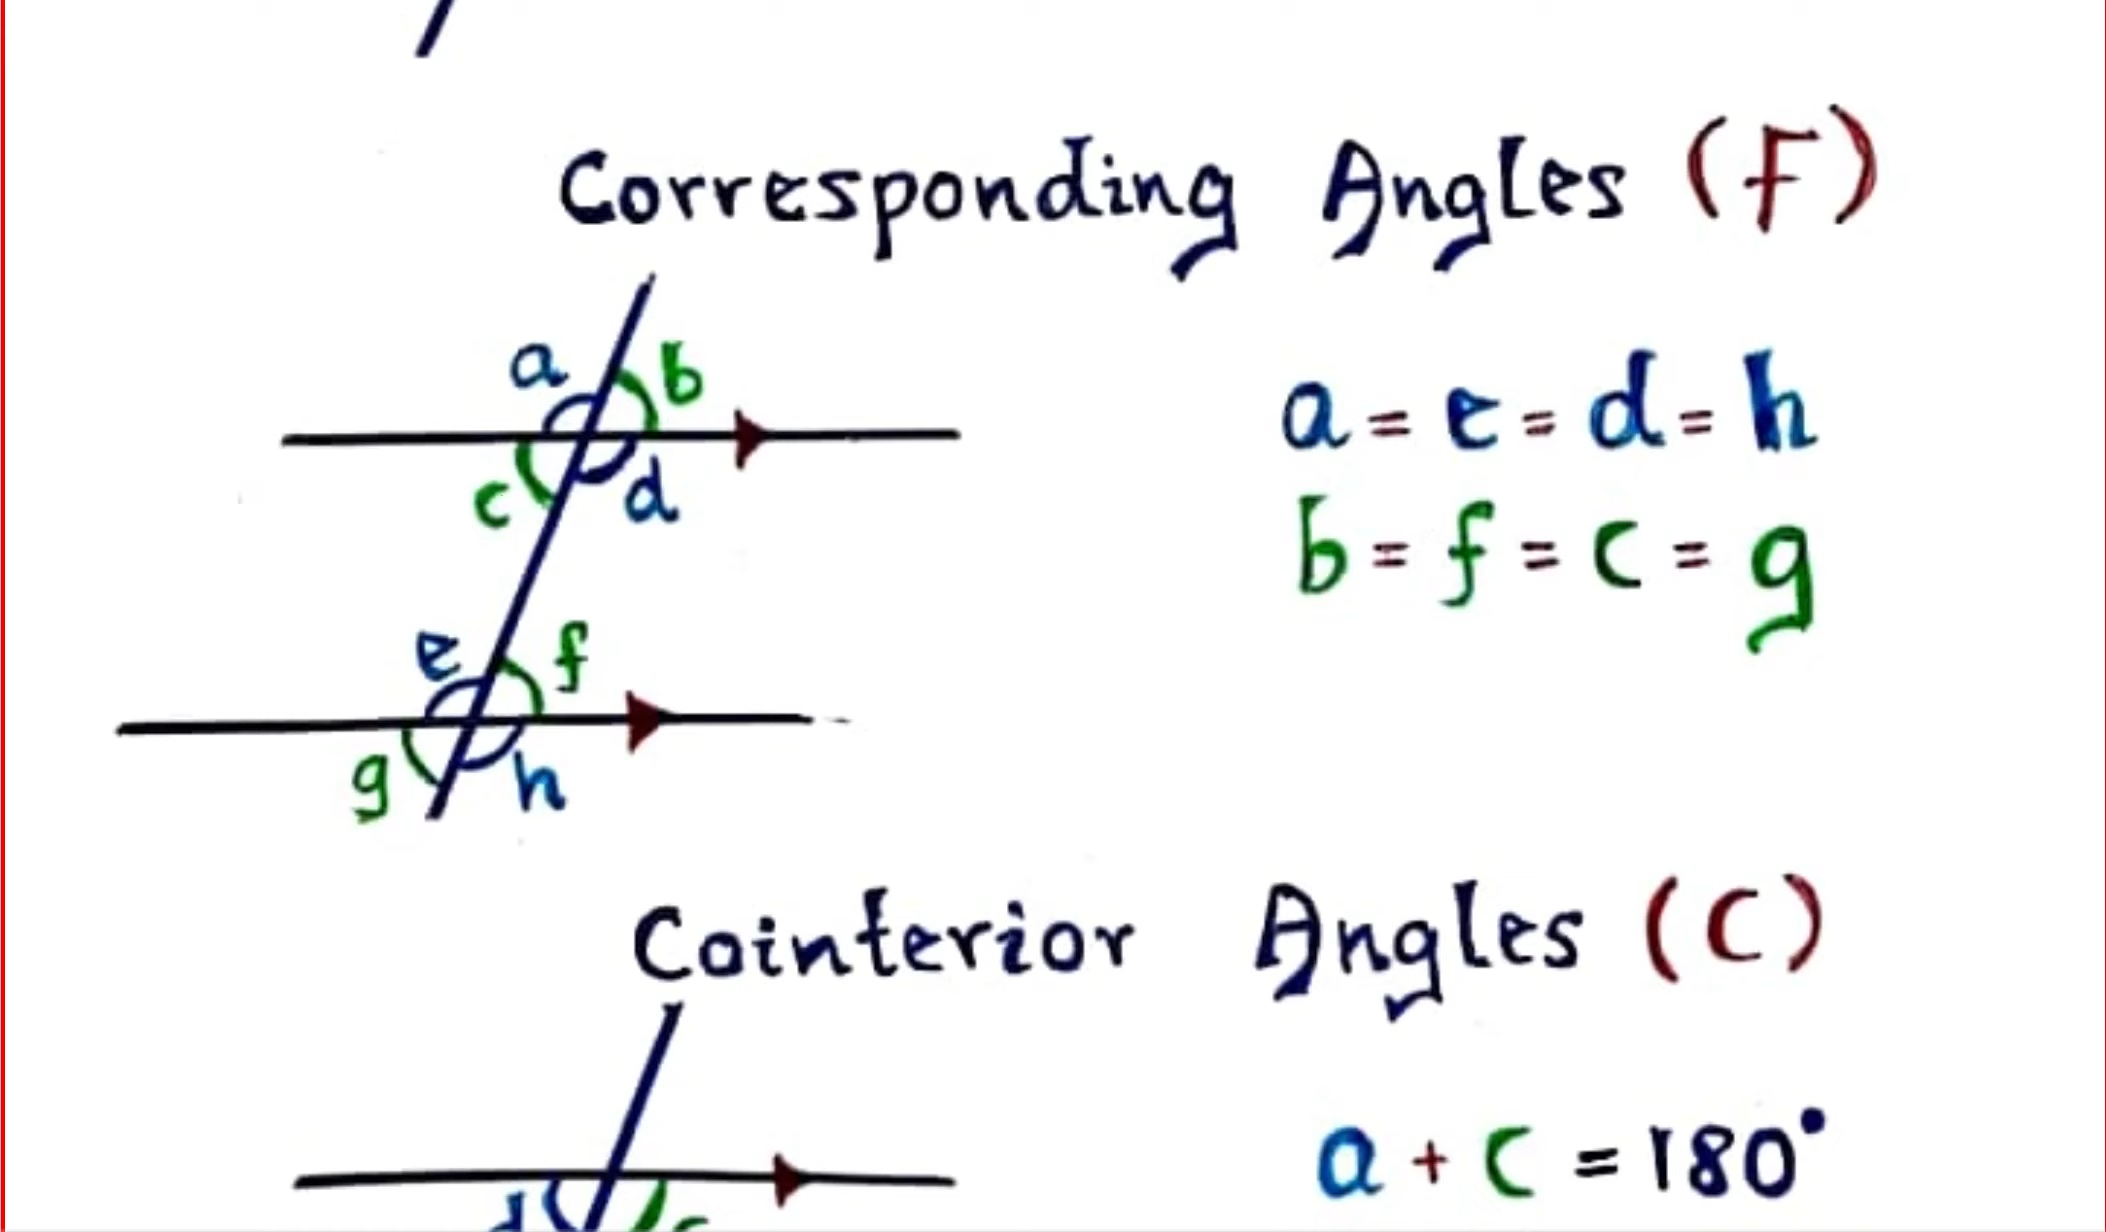 Corresponding Angles (F)
a b
a = e = d = h
c d
b = f = c = g
e f
g h
Cointerior Angles (C)
a + c = 180°